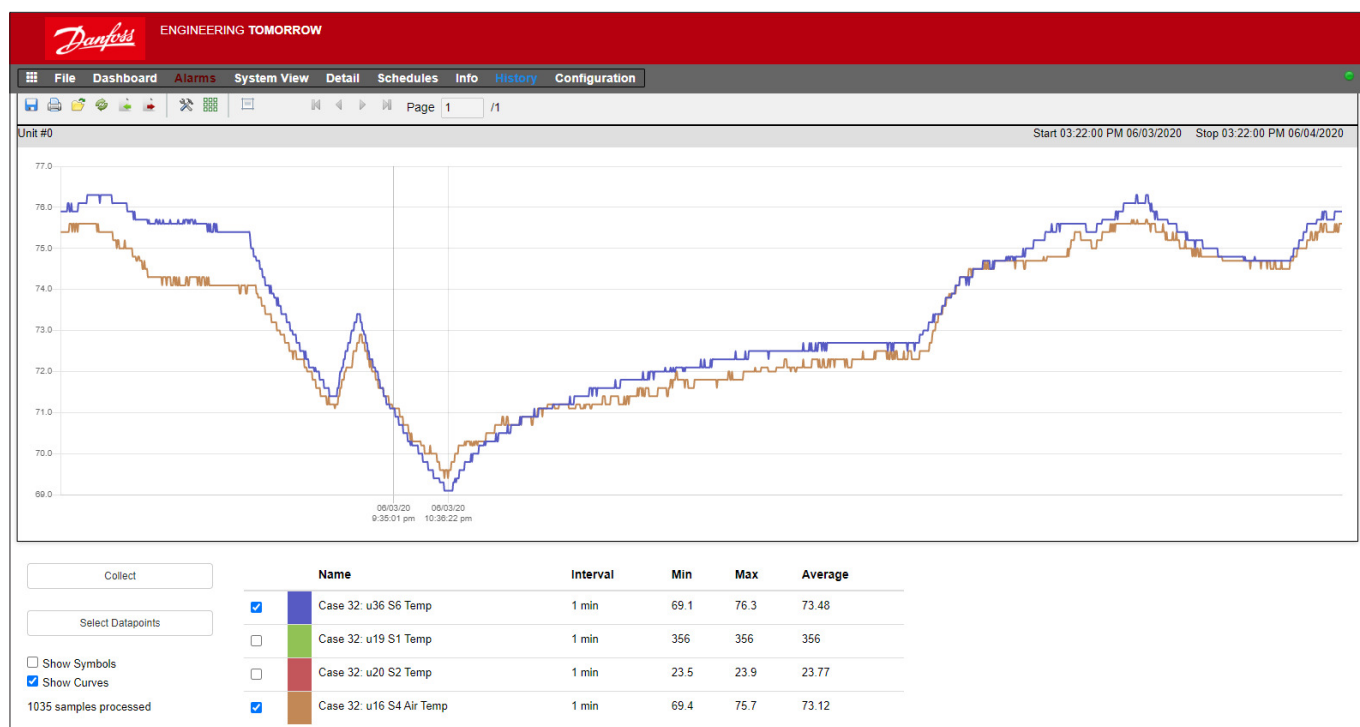 Danfoss ENGINEERING TOMORROW
File Dashboard Alarms System View Detail Schedules Info History Configuration
Page 1 /1
Unit #0 Start 03:22:00 PM 06/03/2020 Stop 03:22:00 PM 06/04/2020
77.0
76.0
75.0
74.0
73.0
72.0
71.0
70.0
69.0
06/03/20 06/03/20
9:35:01 pm 10:36:22 pm
Collect
Select Datapoints
Show Symbols
Show Curves
1035 samples processed
Name Interval Min Max Average
Case 32: u36 S6 Temp 1 min 69.1 76.3 73.48
Case 32: u19 S1 Temp 1 min 356 356 356
Case 32: u20 S2 Temp 1 min 23.5 23.9 23.77
Case 32: u16 S4 Air Temp 1 min 69.4 75.7 73.12